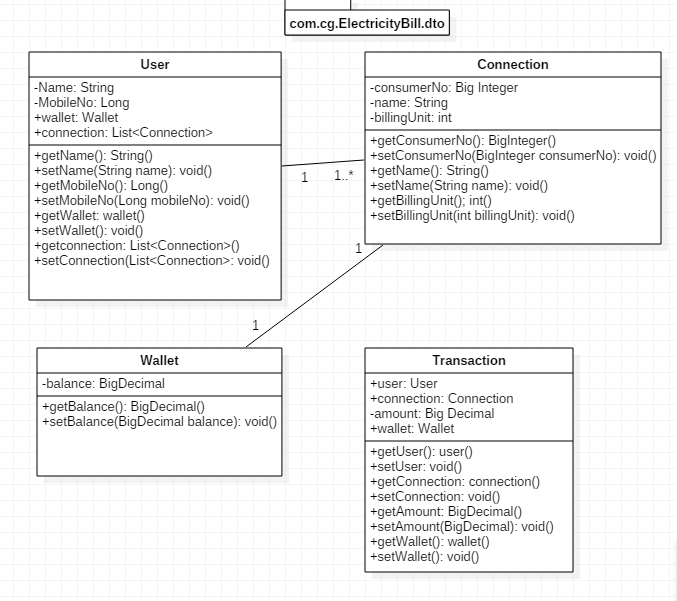 com.cg.ElectricityBill.dto
User
-Name: String
-MobileNo: Long
+wallet: Wallet
+connection: List<Connection>
+getName(): String()
+setName(String name): void()
+getMobileNo(): Long()
+setMobileNo(Long mobileNo): void()
+getWallet: wallet()
+setWallet(): void()
+getconnection: List<Connection>()
+setConnection(List<Connection>: void()
1
1..*
Connection
-consumerNo: Big Integer
-name: String
-billingUnit: int
+getConsumerNo(): BigInteger()
+setConsumerNo(BigInteger consumerNo): void()
+getName(): String()
+setName(String name): void()
+getBillingUnit(); int()
+setBillingUnit(int billingUnit): void()
1
1
Wallet
-balance: BigDecimal
+getBalance(): BigDecimal()
+setBalance(BigDecimal balance): void()
Transaction
+user: User
+connection: Connection
-amount: Big Decimal
+wallet: Wallet
+getUser(): user()
+setUser: void()
+getConnection: connection()
+setConnection: void()
+getAmount: BigDecimal()
+setAmount(BigDecimal): void()
+getWallet(): wallet()
+setWallet(): void()